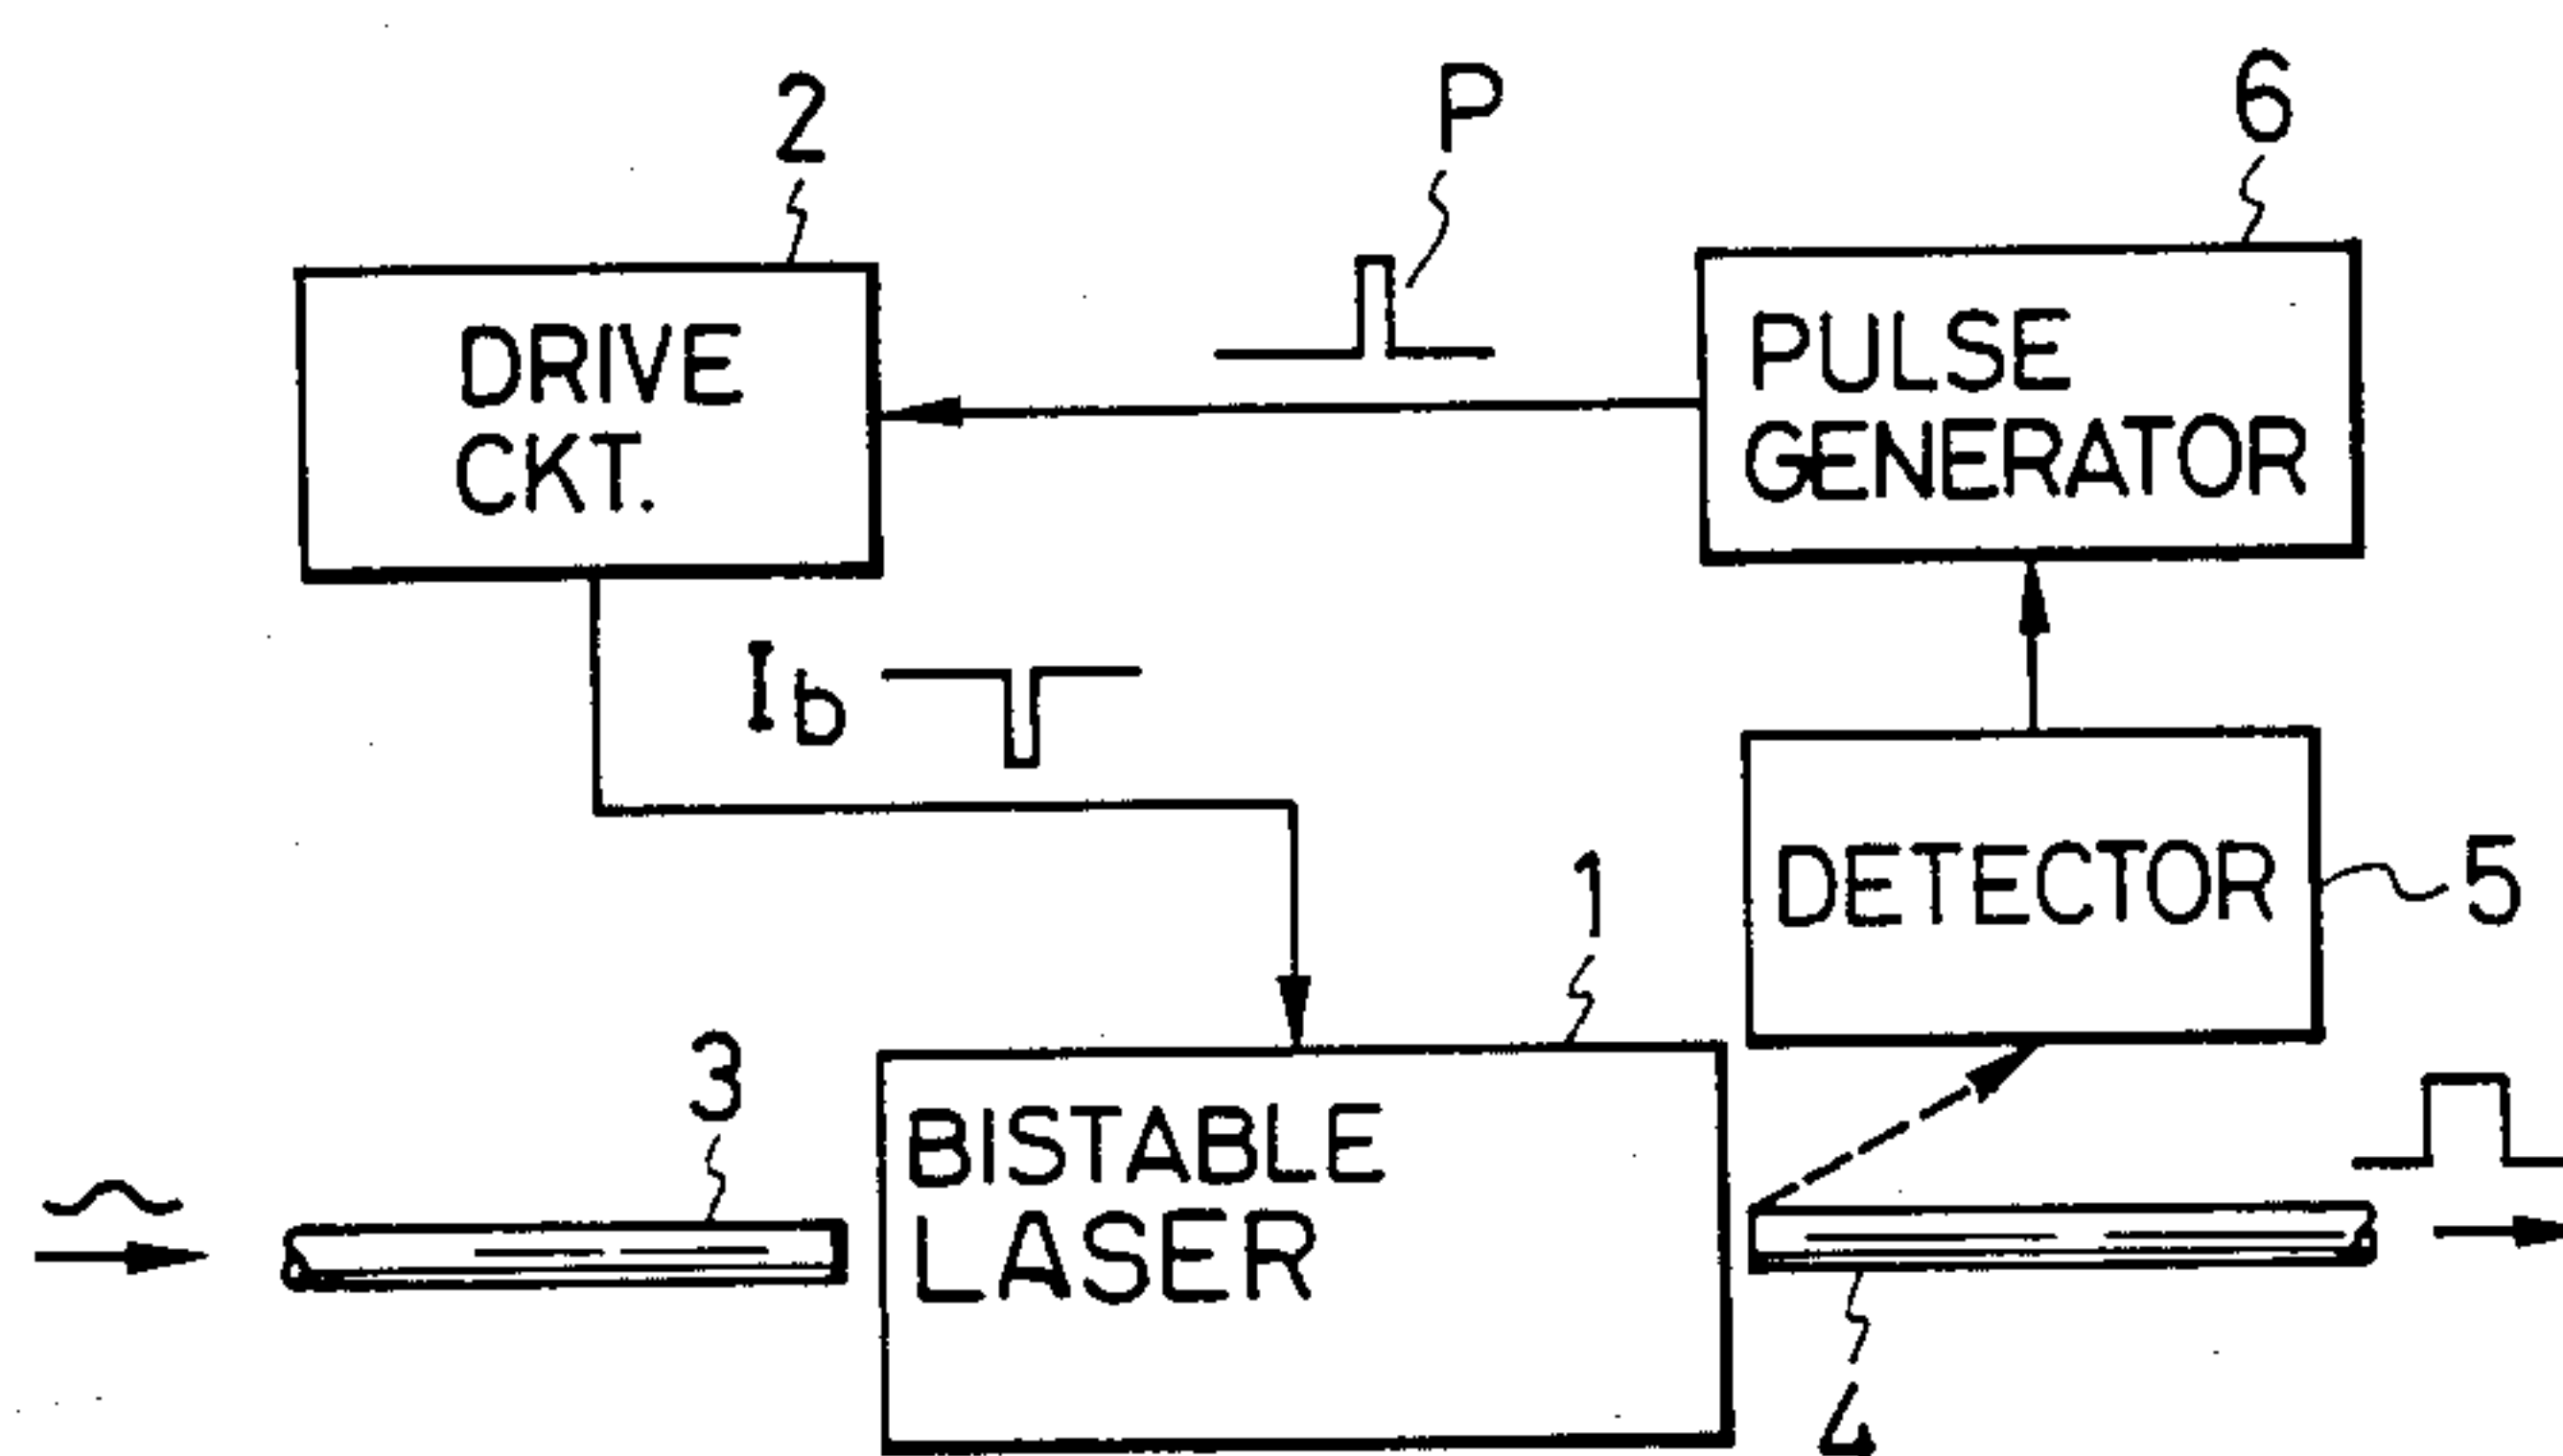 2
P
6
DRIVE
CKT.
PULSE
GENERATOR
Ib
1
DETECTOR
5
3
BISTABLE
LASER
4